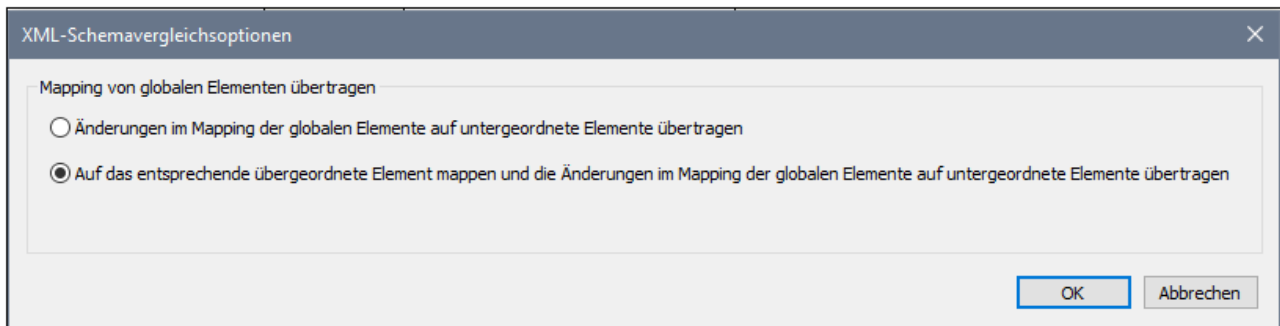 XML-Schemavergleichsoptionen
Mapping von globalen Elementen übertragen
Änderungen im Mapping der globalen Elemente auf untergeordnete Elemente übertragen
Auf das entsprechende übergeordnete Element mappen und die Änderungen im Mapping der globalen Elemente auf untergeordnete Elemente übertragen
OK Abbrechen